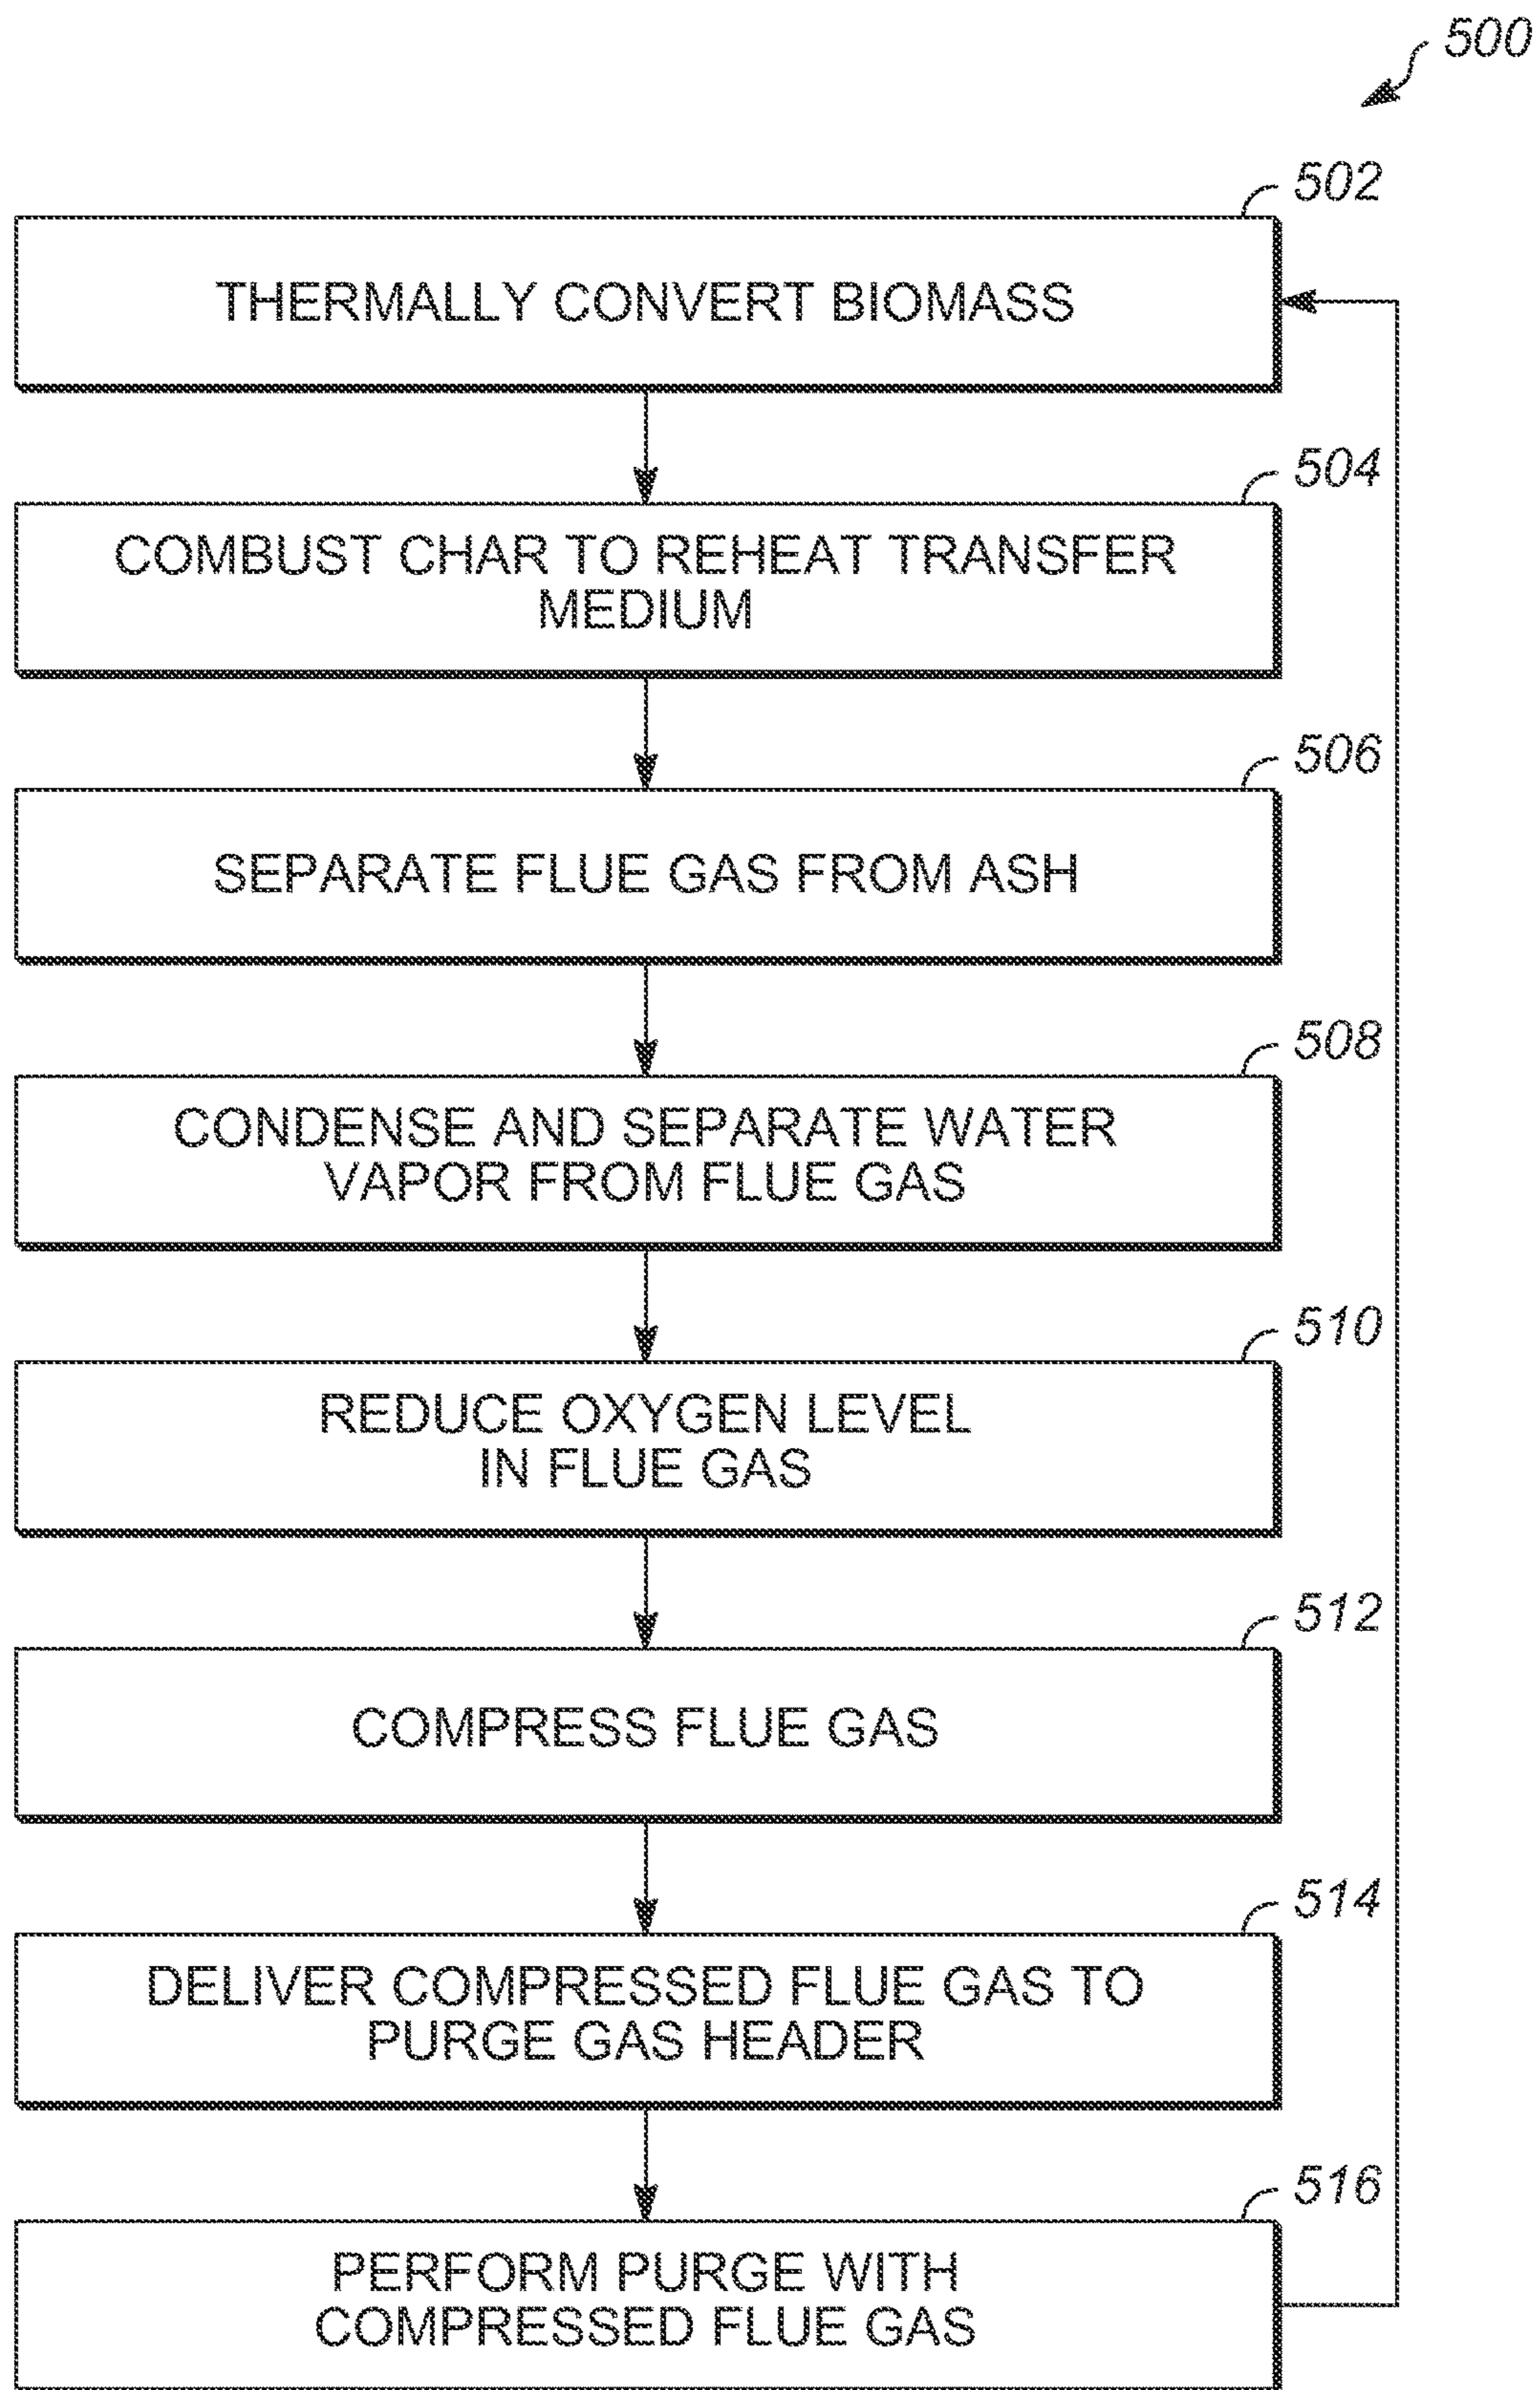 500
502
THERMALLY CONVERT BIOMASS
504
COMBUST CHAR TO REHEAT TRANSFER
MEDIUM
506
SEPARATE FLUE GAS FROM ASH
508
CONDENSE AND SEPARATE WATER
VAPOR FROM FLUE GAS
510
REDUCE OXYGEN LEVEL
IN FLUE GAS
512
COMPRESS FLUE GAS
514
DELIVER COMPRESSED FLUE GAS TO
PURGE GAS HEADER
516
PERFORM PURGE WITH
COMPRESSED FLUE GAS